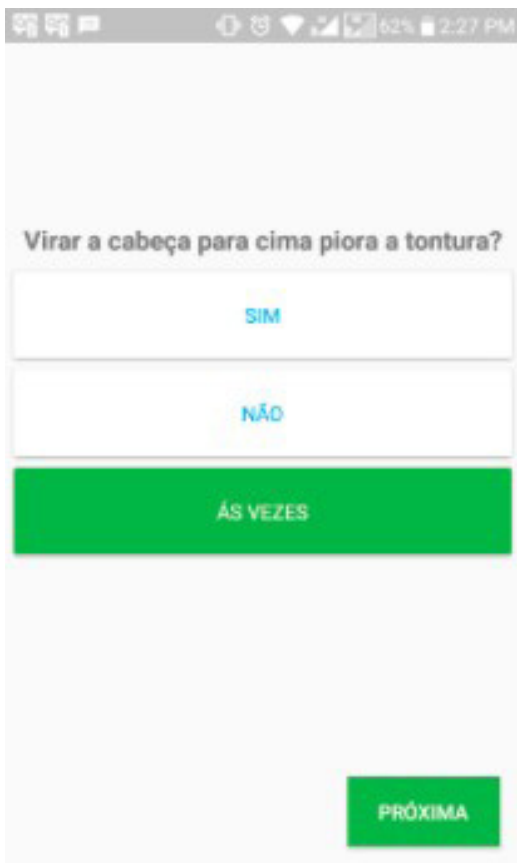 62% 2:27 PM
Virar a cabeça para cima piora a tontura?
SIM
NÃO
ÁS VEZES
PRÓXIMA